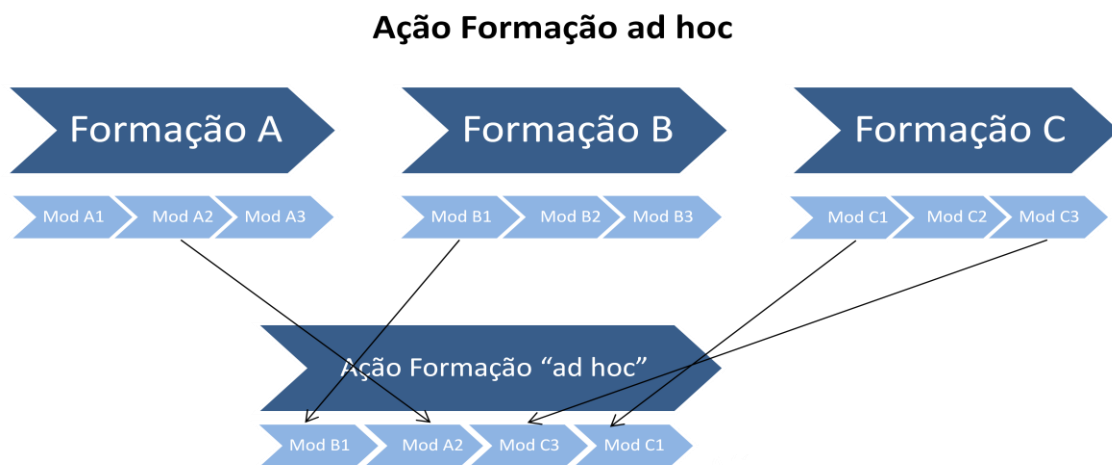 Ação Formação ad hoc
Formação A
Formação B
Formação C
Mod A1
Mod A2
Mod A3
Mod B1
Mod B2
Mod B3
Mod C1
Mod C2
Mod C3
Ação Formação “ad hoc”
Mod B1
Mod A2
Mod C3
Mod C1